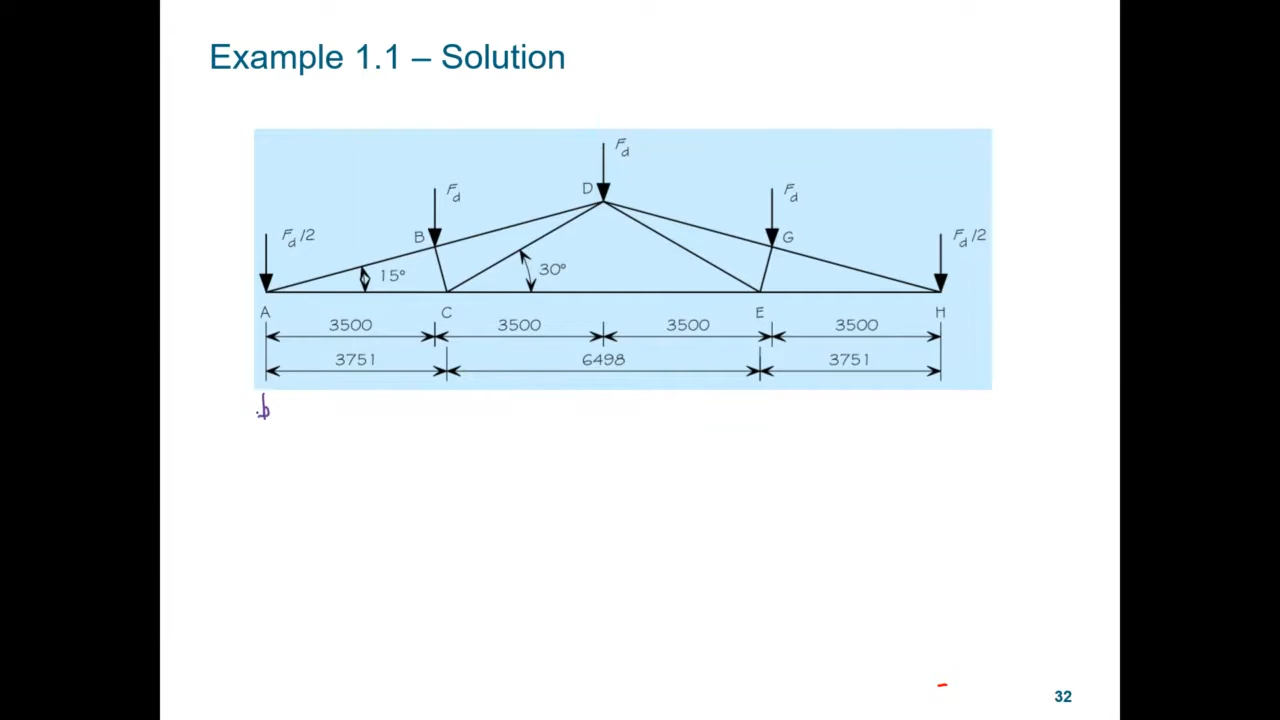 Example 1.1 – Solution
Fd
D
Fd
Fd
B
G
Fd/2
Fd/2
15°
30°
A
C
E
H
3500
3500
3500
3500
3751
6498
3751
32